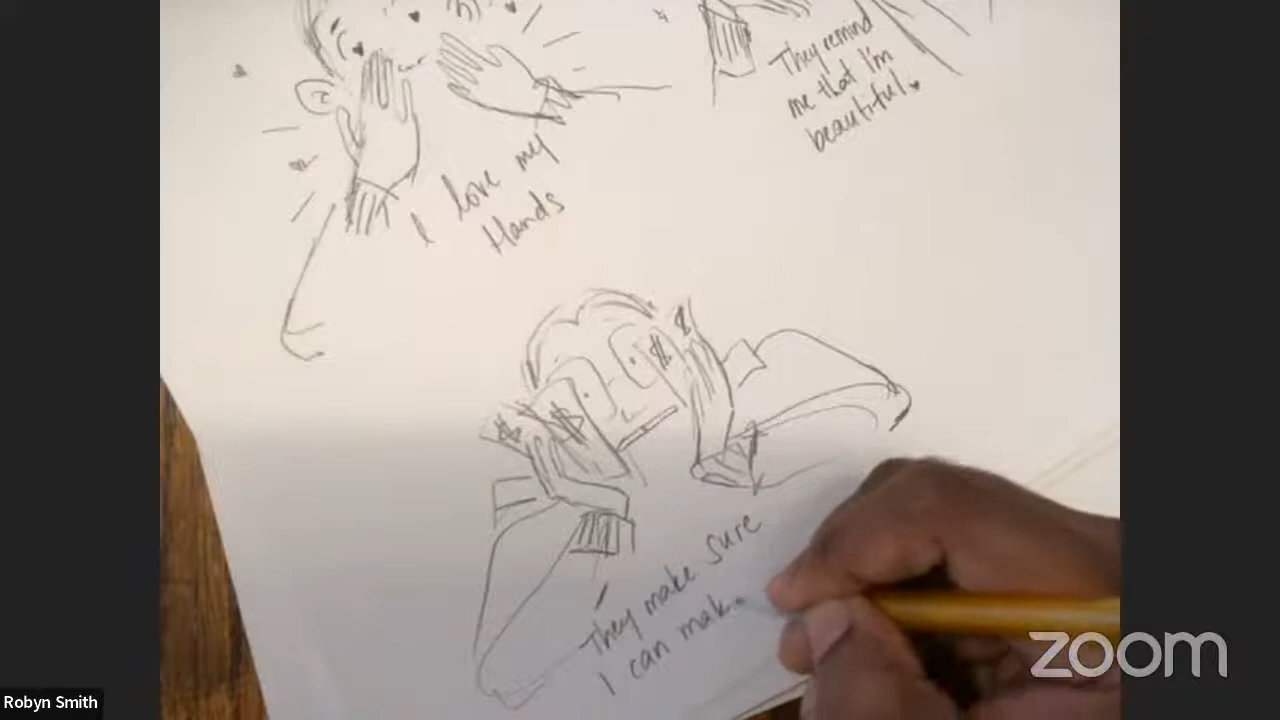 They remind
me that I'm
beautiful.
I love my
Hands
$ $
$ $
They make sure
I can mak
zoom
Robyn Smith